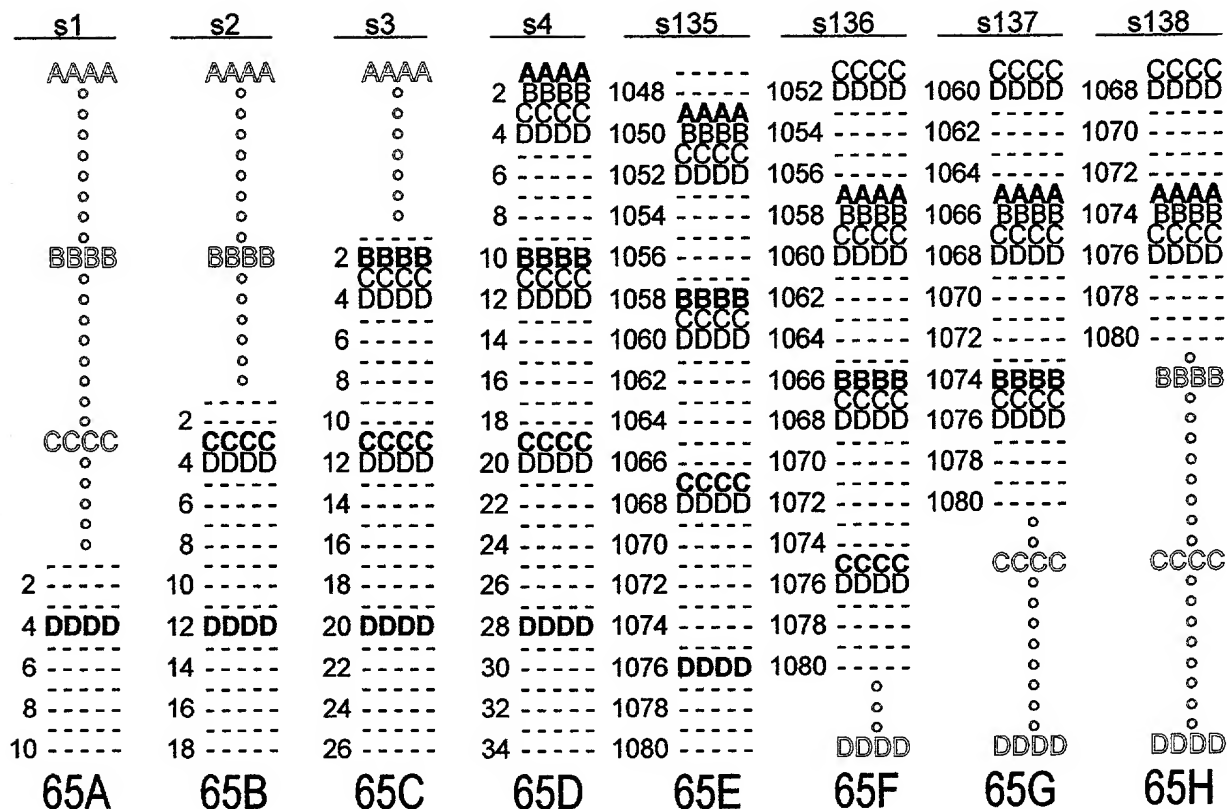 s1
AAAA
BBBB
CCCC
2
4 DDDD
6
8
10
65A
s2
AAAA
BBBB
2
CCCC
4 DDDD
6
8
10
12 DDDD
14
16
18
65B
s3
AAAA
2 BBBB
CCCC
4 DDDD
6
8
10
CCCC
12 DDDD
14
16
18
20 DDDD
22
24
26
65C
s4
AAAA
2 BBBB
CCCC
4 DDDD
6
8
10 BBBB
CCCC
12 DDDD
14
16
18
CCCC
20 DDDD
22
24
26
28 DDDD
30
32
34
65D
s135
1048
AAAA
1050 BBBB
CCCC
1052 DDDD
1054
1056
1058 BBBB
CCCC
1060 DDDD
1062
1064
1066
CCCC
1068 DDDD
1070
1072
1074
1076 DDDD
1078
1080
65E
s136
CCCC
1052 DDDD
1054
1056
AAAA
1058 BBBB
CCCC
1060 DDDD
1062
1064
1066 BBBB
CCCC
1068 DDDD
1070
1072
1074
CCCC
1076 DDDD
1078
1080
DDDD
65F
s137
CCCC
1060 DDDD
1062
1064
AAAA
1066 BBBB
CCCC
1068 DDDD
1070
1072
1074 BBBB
CCCC
1076 DDDD
1078
1080
CCCC
DDDD
65G
s138
CCCC
1068 DDDD
1070
1072
AAAA
1074 BBBB
CCCC
1076 DDDD
1078
1080
BBBB
CCCC
DDDD
65H